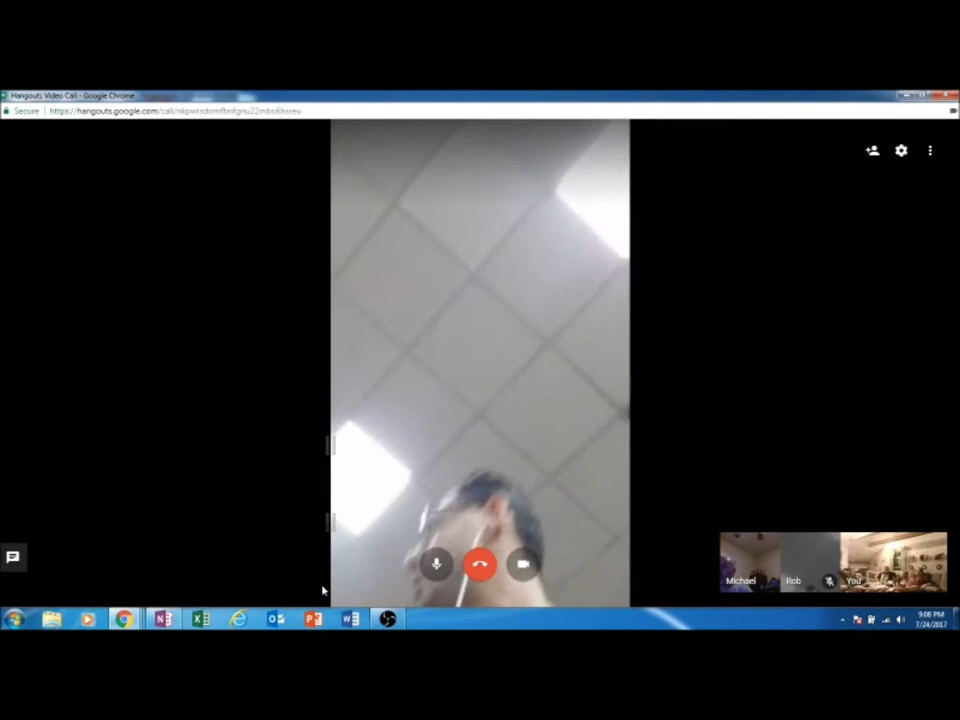 Hangouts Video Call - Google Chrome
Secure
Michael
Rob
You
9:08 PM
7/24/2017